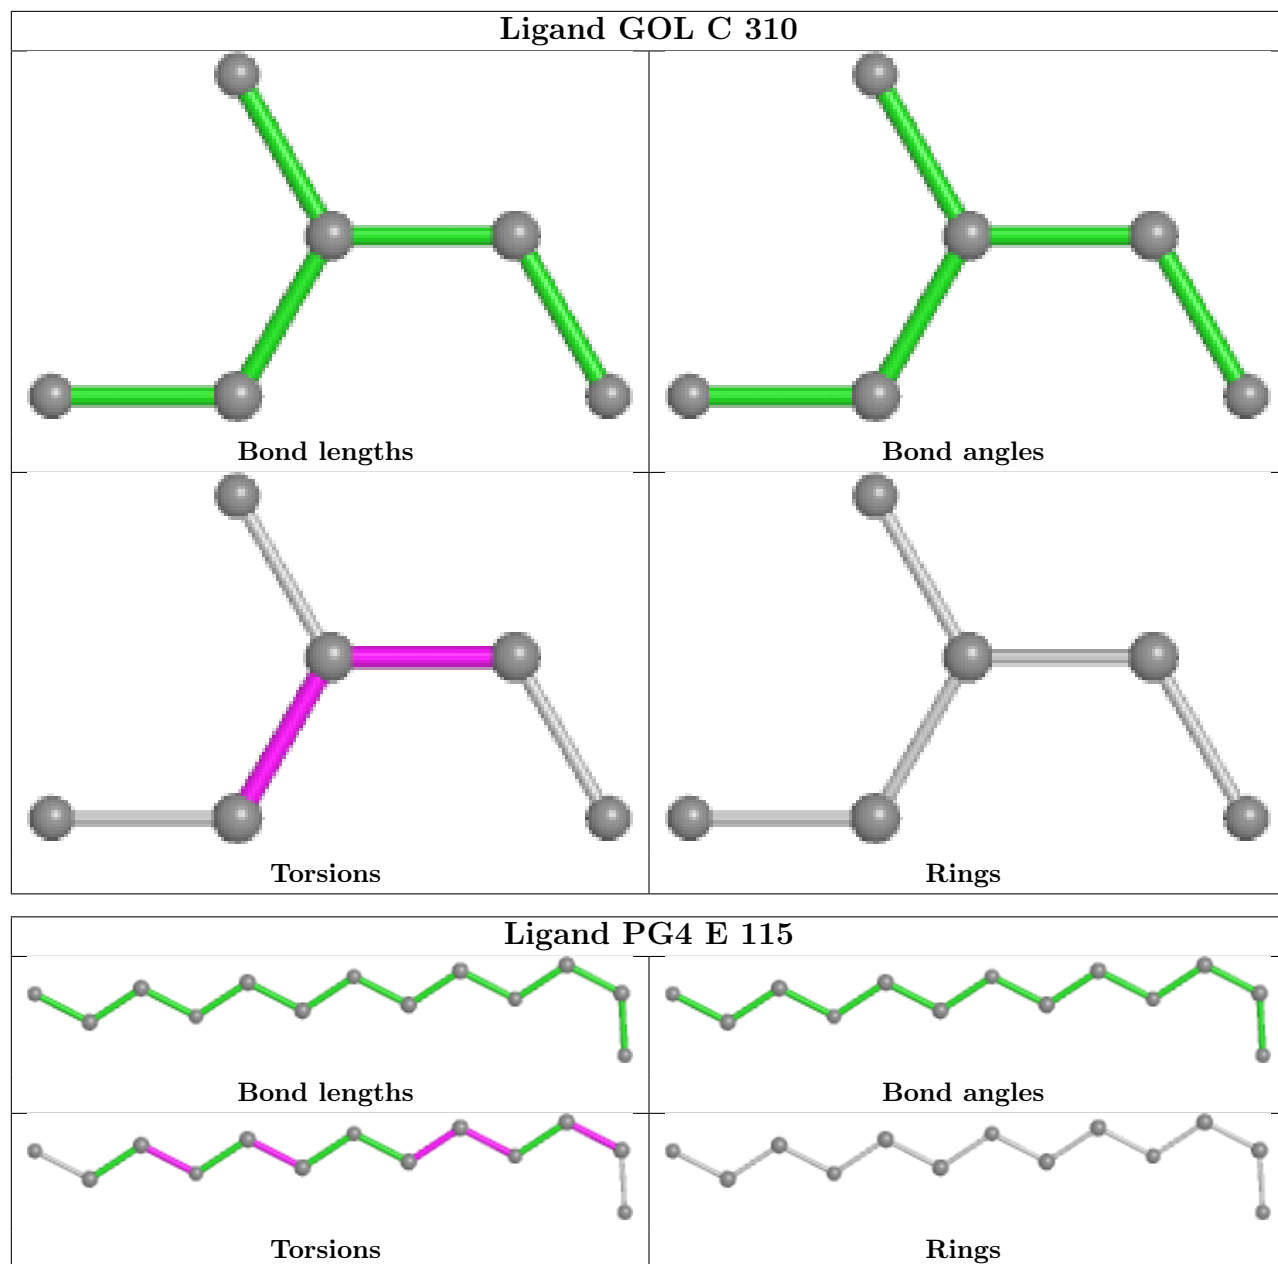 Ligand GOL C 310
Bond lengths
Bond angles
Torsions
Rings
Ligand PG4 E 115
Bond lengths
Bond angles
Torsions
Rings